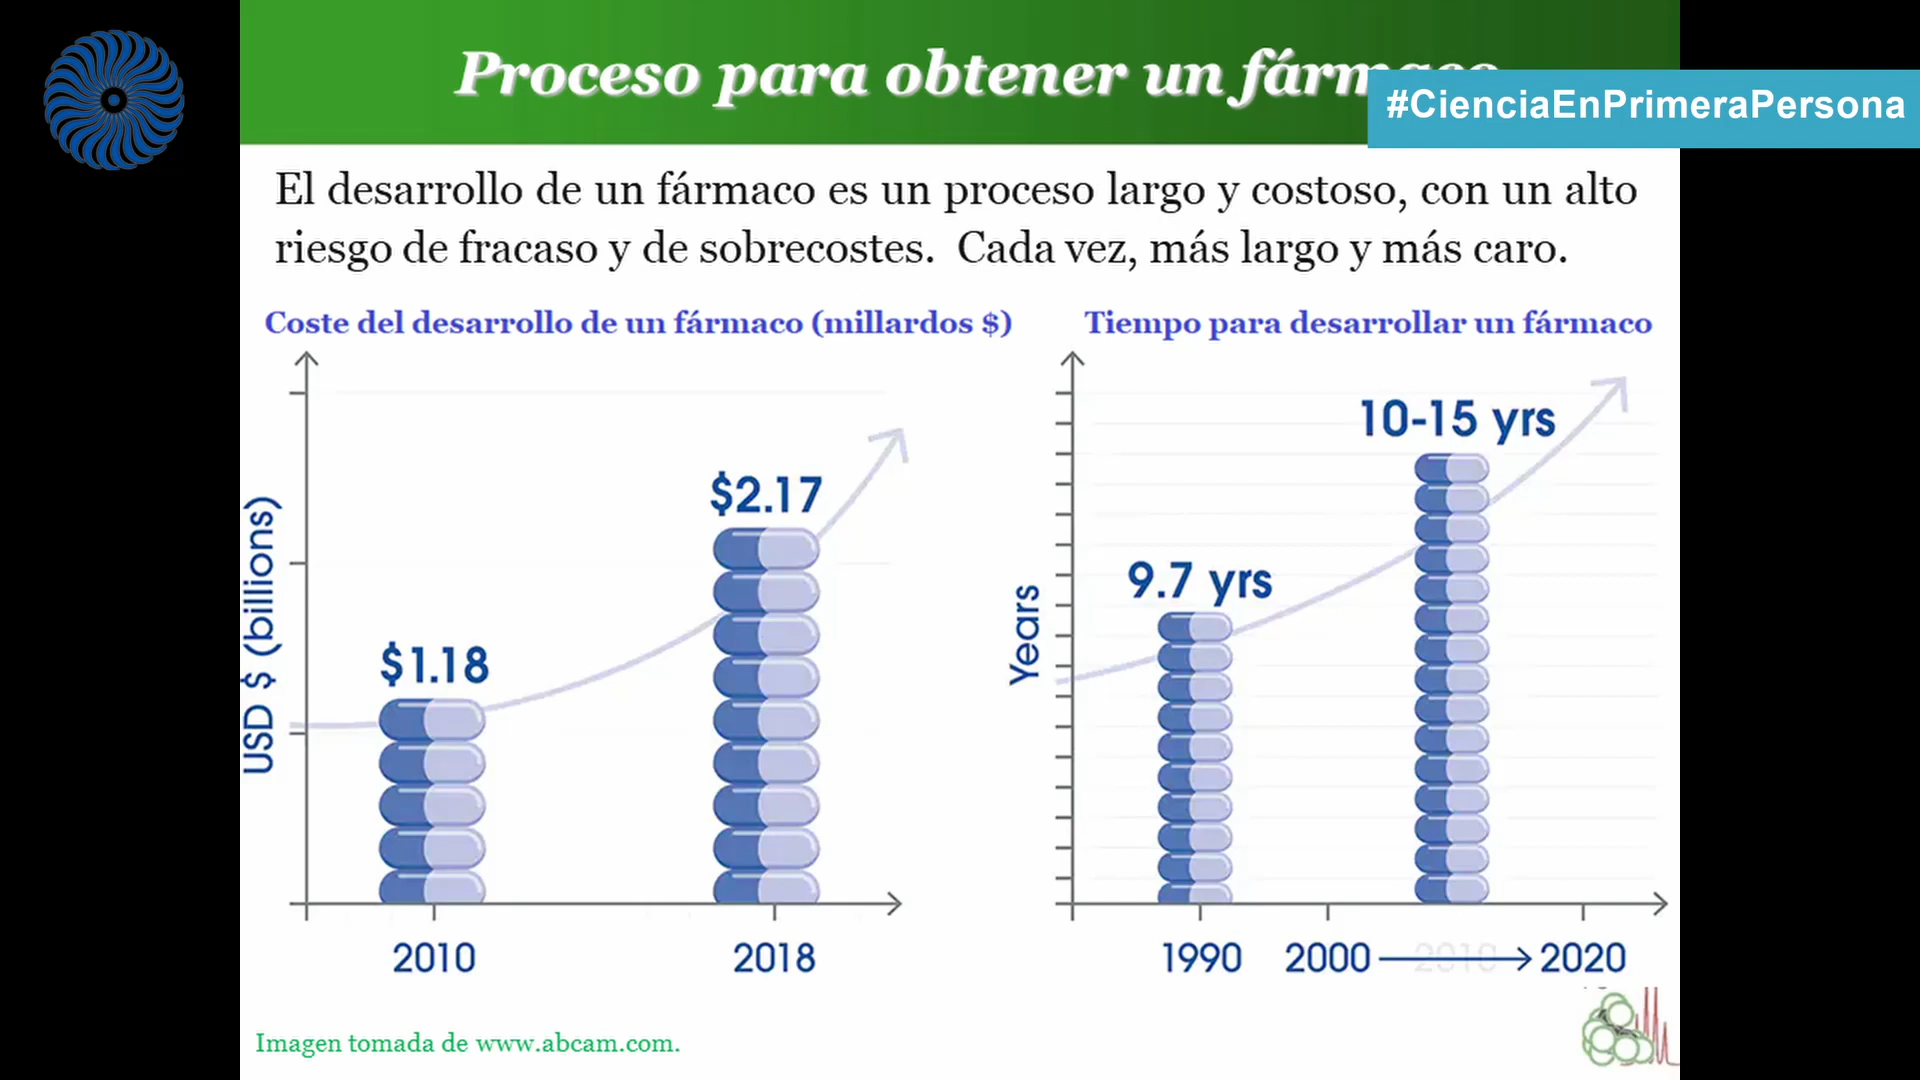 Proceso para obtener un fármaco
#CienciaEnPrimeraPersona
El desarrollo de un fármaco es un proceso largo y costoso, con un alto
riesgo de fracaso y de sobrecostes. Cada vez, más largo y más caro.
Coste del desarrollo de un fármaco (millardos $)
USD $ (billions)
$1.18
$2.17
2010
2018
Tiempo para desarrollar un fármaco
Years
9.7 yrs
10-15 yrs
1990
2000
2010
2020
Imagen tomada de www.abcam.com.